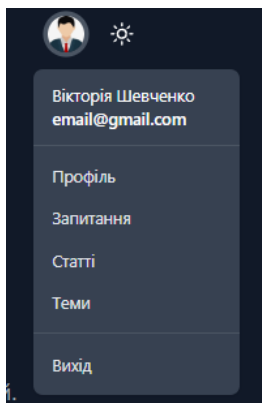 Вікторія Шевченко
email@gmail.com
Профіль
Запитання
Статті
Теми
Вихід
й.